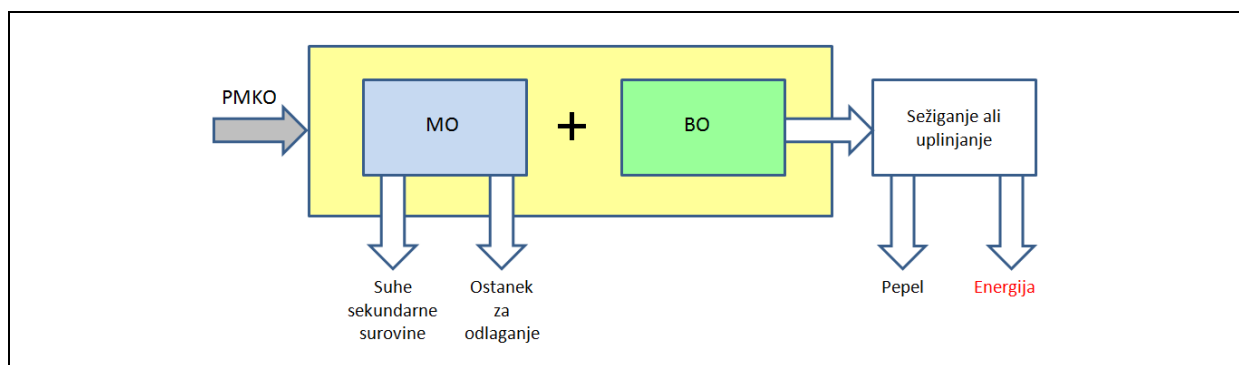 PMKO
MO
+
BO
Sežiganje ali
uplinjanje
Suhe
sekundarne
surovine
Ostanek
za
odlaganje
Pepel
Energija